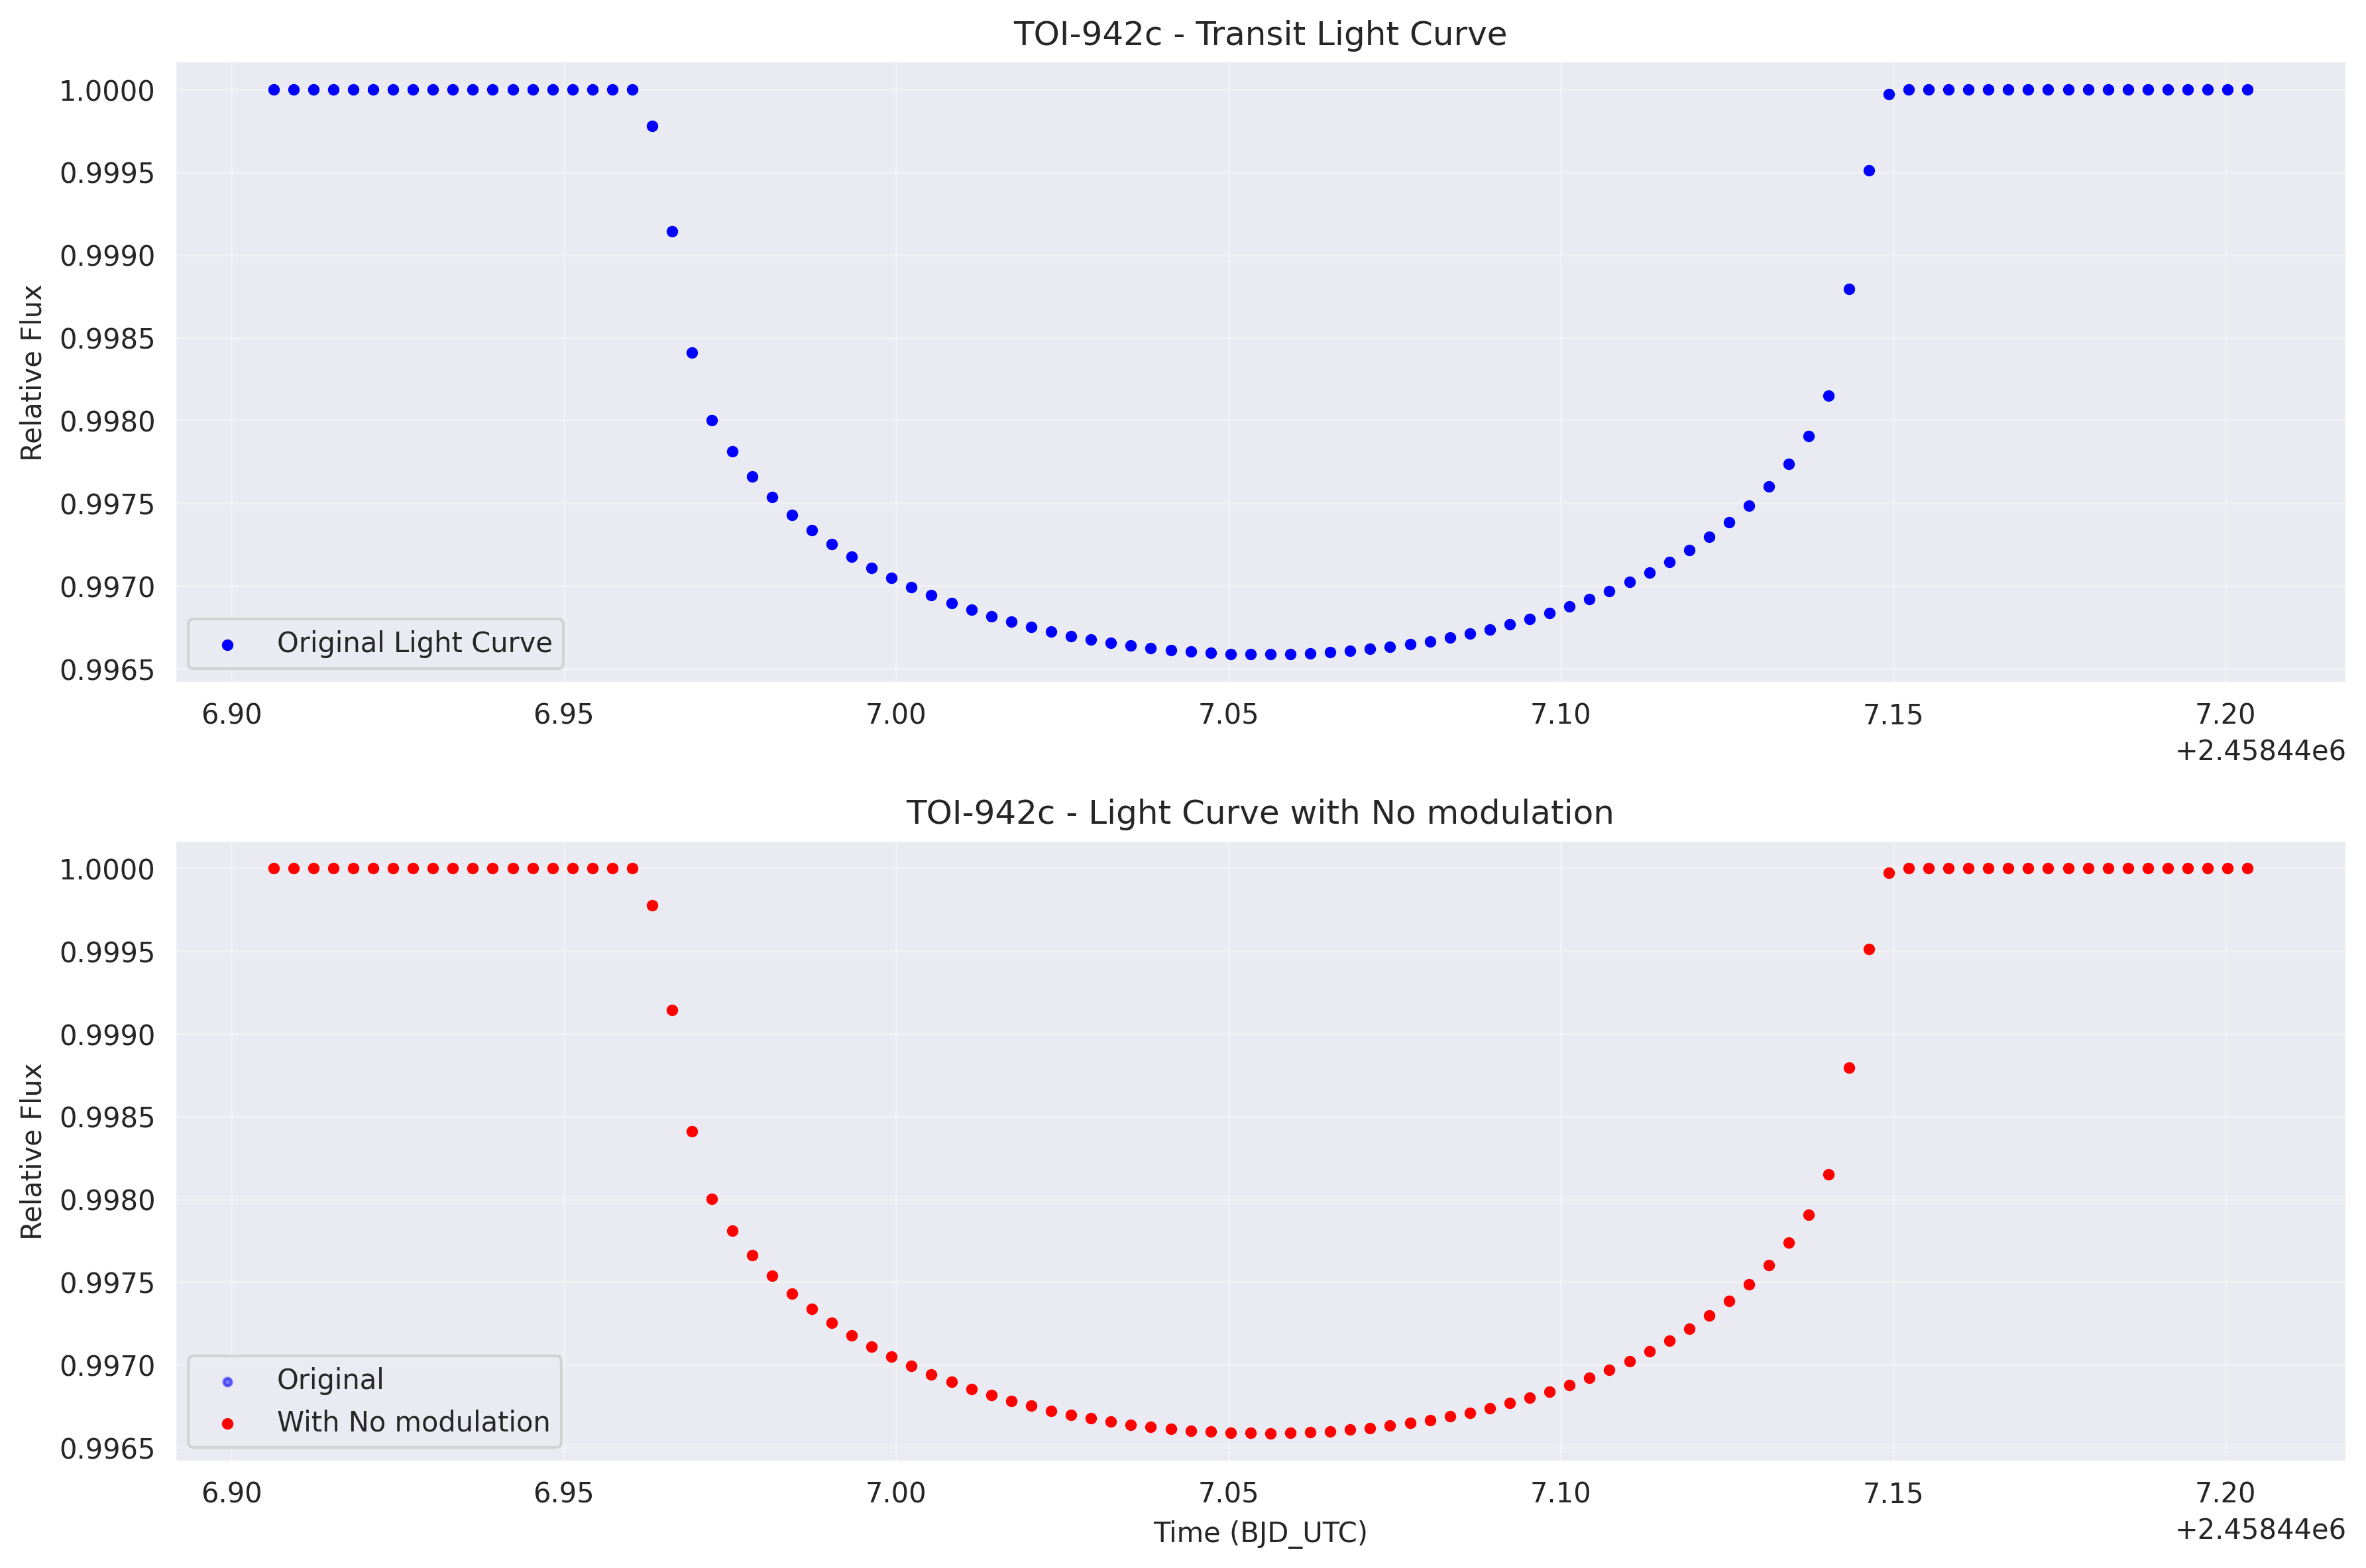 TOI-942c - Transit Light Curve
Relative Flux
1.0000
0.9995
0.9990
0.9985
0.9980
0.9975
0.9970
0.9965
Original Light Curve
6.90 6.95 7.00 7.05 7.10 7.15 7.20
+2.45844e6
TOI-942c - Light Curve with No modulation
Relative Flux
1.0000
0.9995
0.9990
0.9985
0.9980
0.9975
0.9970
0.9965
Original
With No modulation
6.90 6.95 7.00 7.05 7.10 7.15 7.20
Time (BJD_UTC)
+2.45844e6